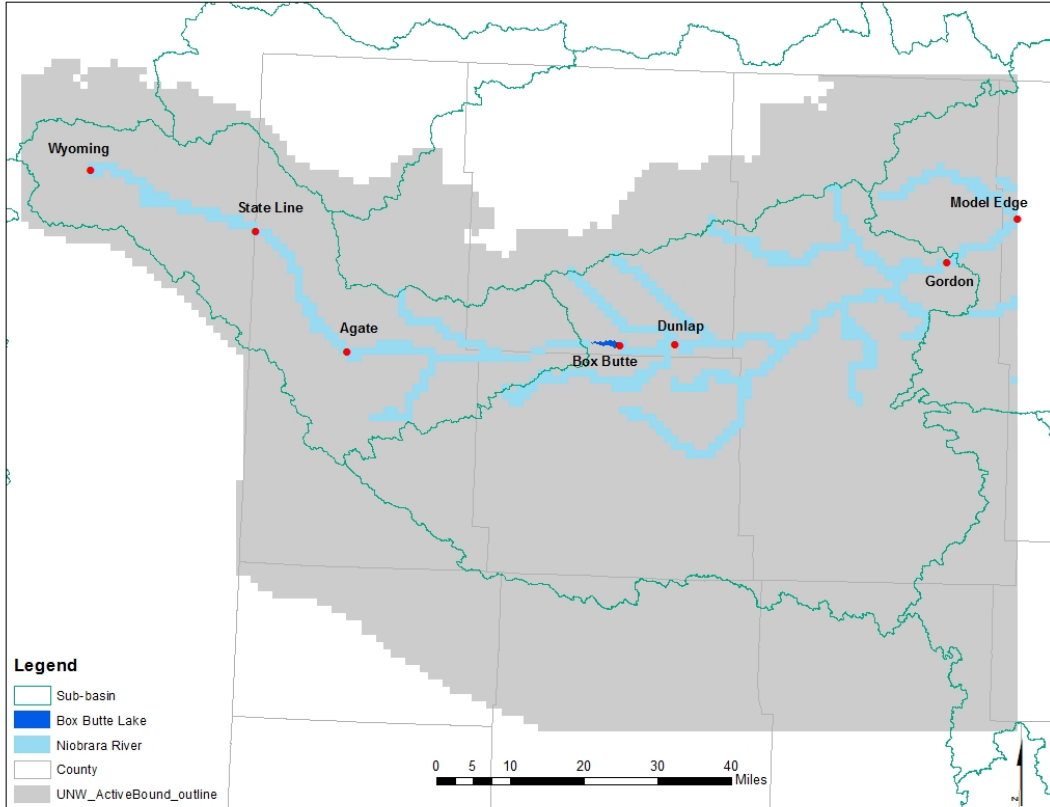 Wyoming
State Line
Model Edge
Gordon
Agate
Dunlap
Box Butte
Legend
Sub-basin
Box Butte Lake
Niobrara River
County
UNW_ActiveBound_outline
0 5 10 20 30 40
Miles
N